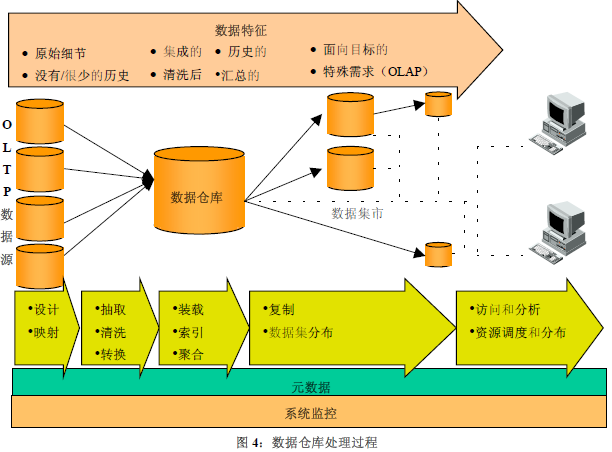 数据特征
• 原始细节
• 没有/很少的历史
• 集成的
• 清洗后
• 历史的
•汇总的
• 面向目标的
• 特殊需求（OLAP）
O
L
T
P
数
据
源
数据仓库
数据集市
•设计
•映射
•抽取
•清洗
•转换
•装载
•索引
•聚合
•复制
•数据集分布
•访问和分析
•资源调度和分布
元数据
系统监控
图 4：数据仓库处理过程